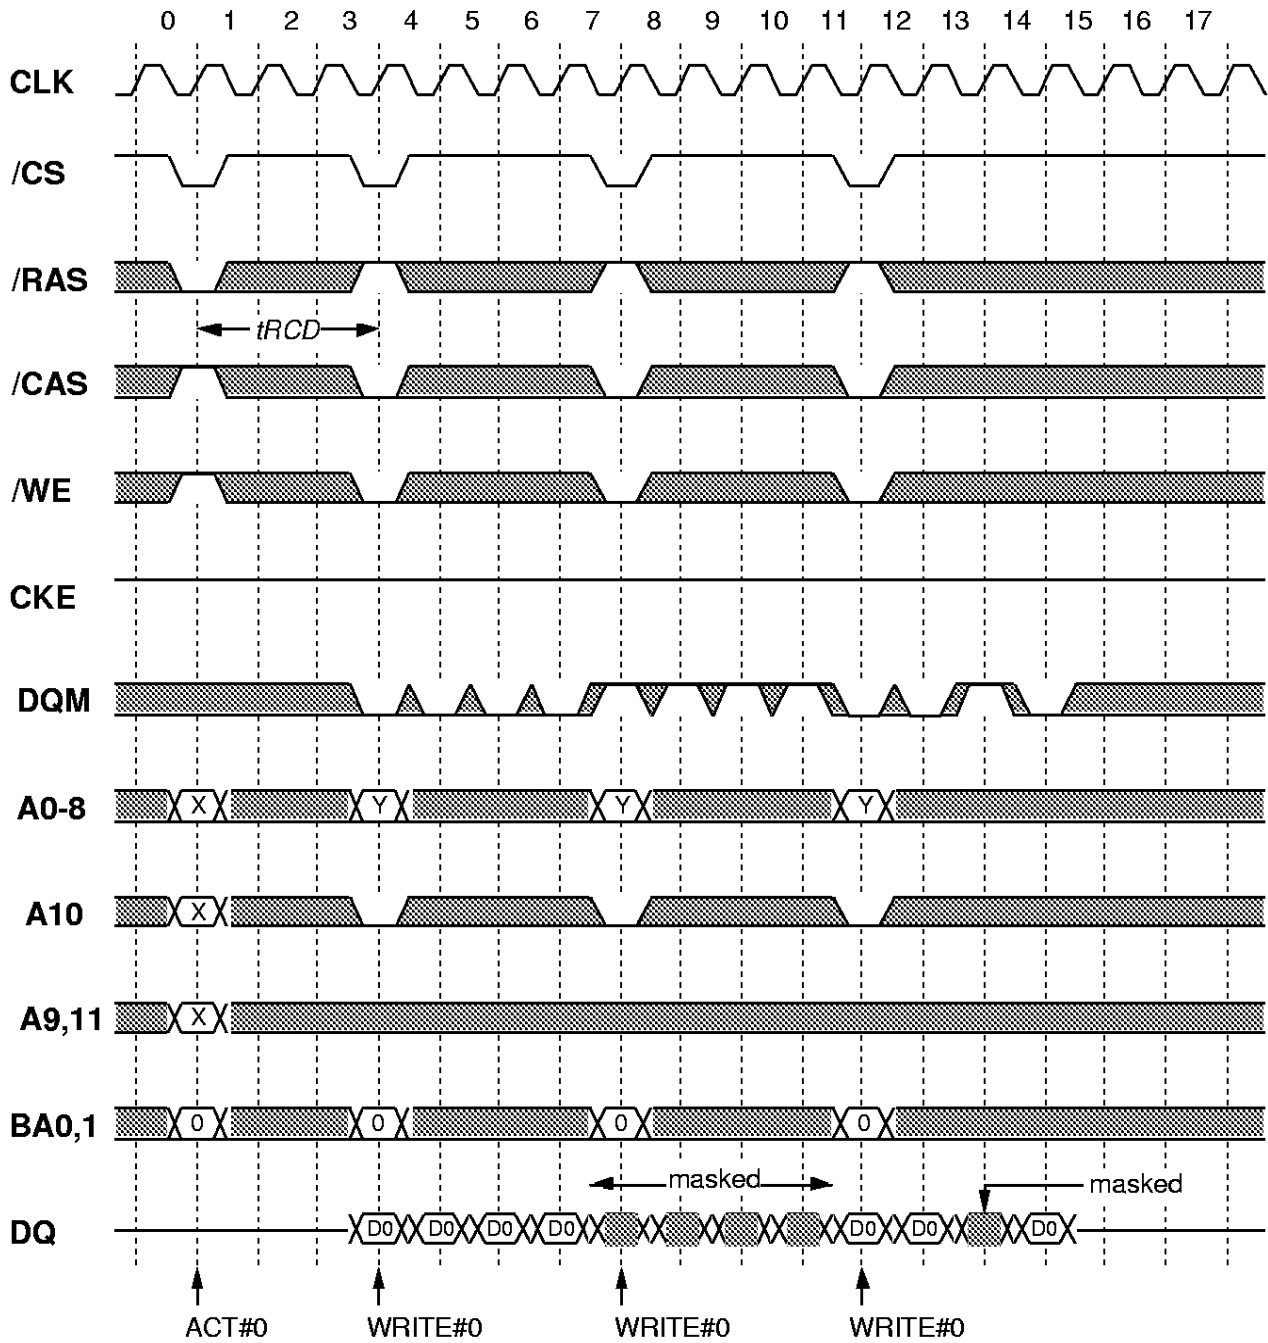 0 1 2 3 4 5 6 7 8 9 10 11 12 13 14 15 16 17
CLK
/CS
/RAS
tRCD
/CAS
/WE
CKE
DQM
A0-8 X Y Y Y
A10 X
A9,11 X
BA0,1 0 0 0 0
masked masked
DQ D0 D0 D0 D0 D0 D0 D0
ACT#0 WRITE#0 WRITE#0 WRITE#0